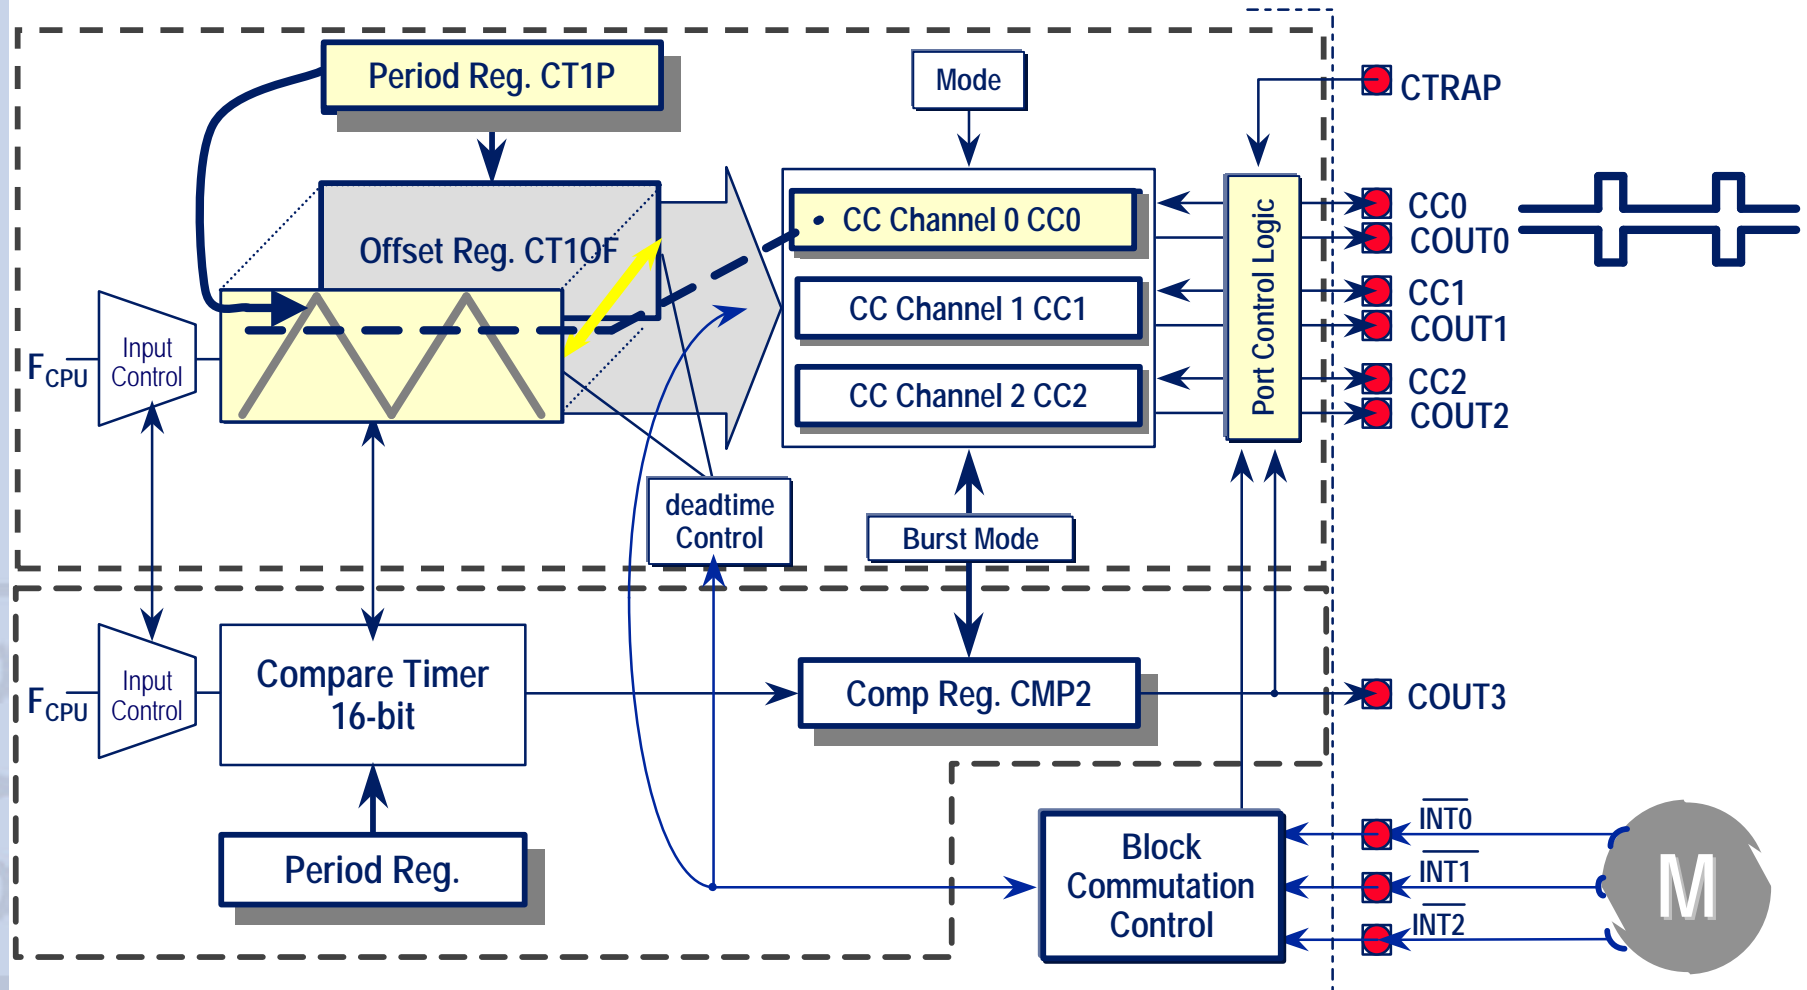 Period Reg. CT1P
Mode
CTRAP
Offset Reg. CT1OF
• CC Channel 0 CC0
CC Channel 1 CC1
CC Channel 2 CC2
Port Control Logic
CC0
COUT0
CC1
COUT1
CC2
COUT2
FCPU
Input
Control
deadtime
Control
Burst Mode
FCPU
Input
Control
Compare Timer
16-bit
Comp Reg. CMP2
COUT3
Period Reg.
Block
Commutation
Control
INT0
INT1
INT2
M